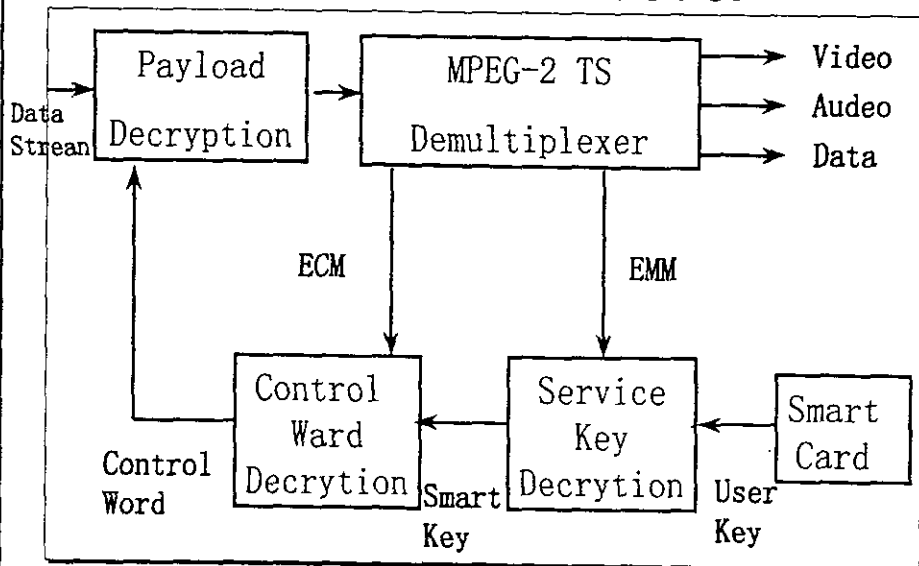 Payload
Decryption
MPEG-2 TS
Demultiplexer
Video
Audeo
Data
Data
Strean
ECM
EMM
Control
Ward
Decrytion
Service
Key
Decrytion
Smart
Card
Control
Word
Smart
Key
User
Key